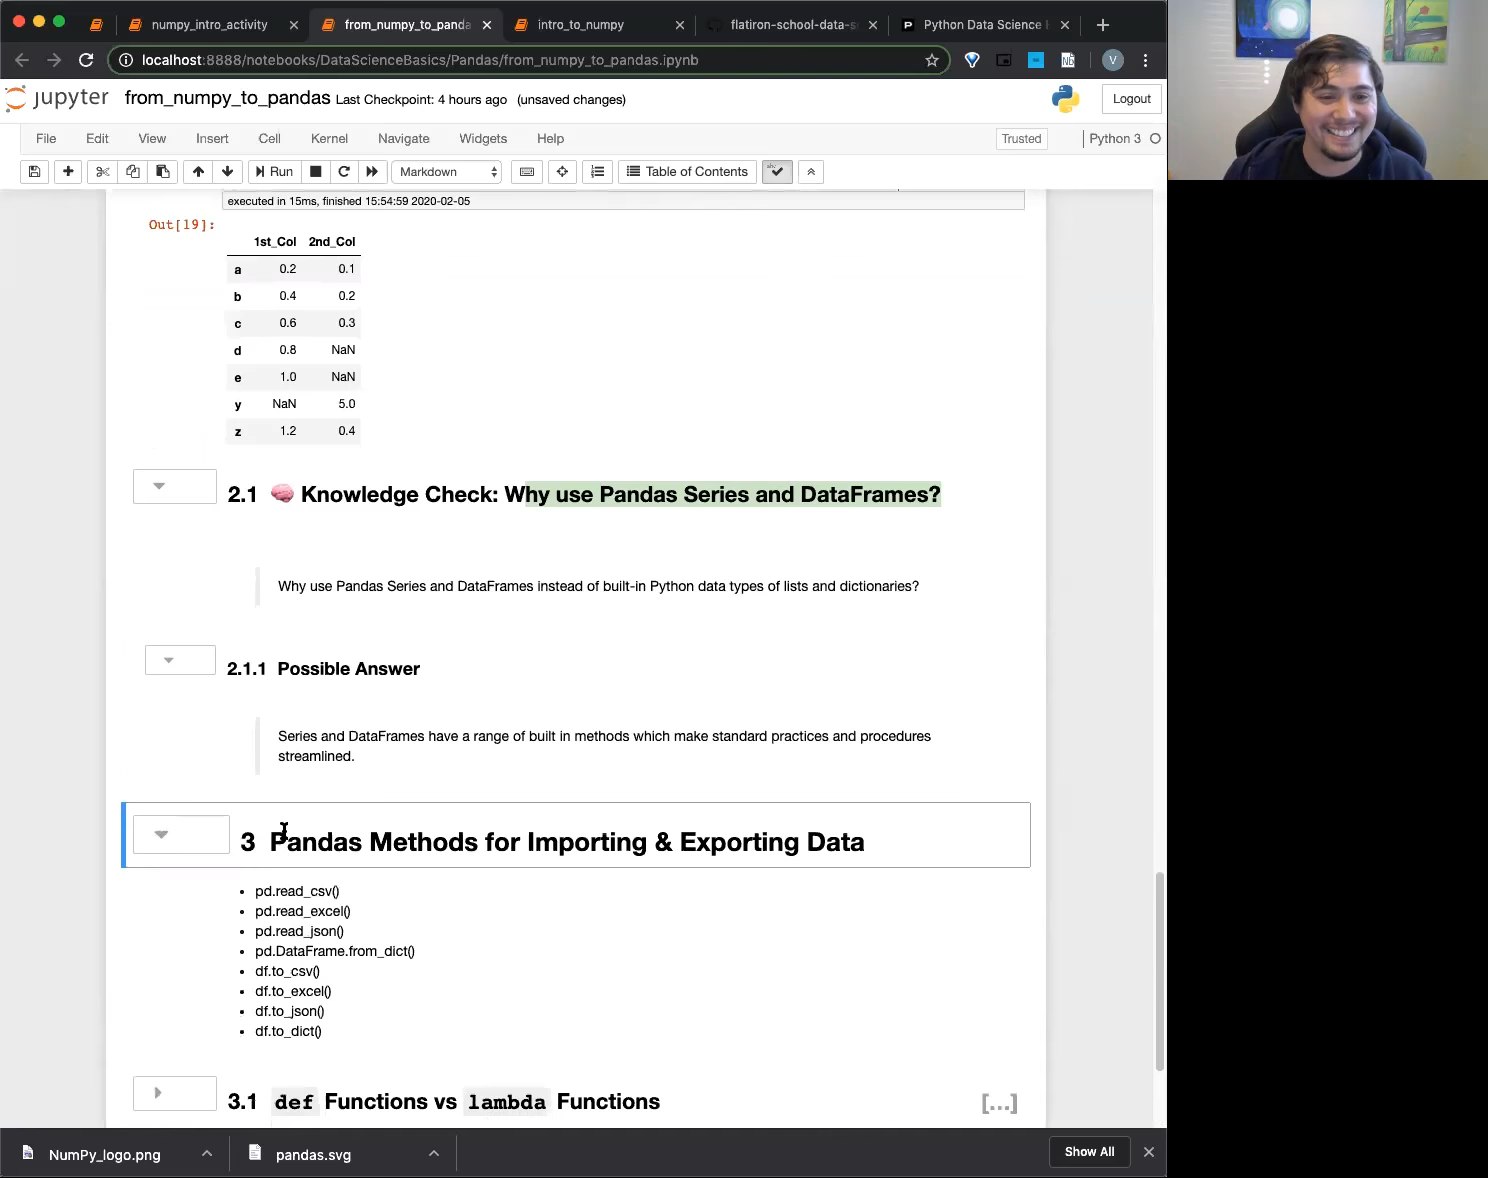 numpy_intro_activity
from_numpy_to_panda
intro_to_numpy
flatiron-school-data-s
Python Data Science
localhost:8888/notebooks/DataScienceBasics/Pandas/from_numpy_to_pandas.ipynb
V
jupyter
from_numpy_to_pandas Last Checkpoint: 4 hours ago (unsaved changes)
Logout
File Edit View Insert Cell Kernel Navigate Widgets Help
Trusted
Python 3
Run
Markdown
Table of Contents
executed in 15ms, finished 15:54:59 2020-02-05
Out[19]:
1st_Col 2nd_Col
a 0.2 0.1
b 0.4 0.2
c 0.6 0.3
d 0.8 NaN
e 1.0 NaN
y NaN 5.0
z 1.2 0.4
2.1 🧠 Knowledge Check: Why use Pandas Series and DataFrames?
Why use Pandas Series and DataFrames instead of built-in Python data types of lists and dictionaries?
2.1.1 Possible Answer
Series and DataFrames have a range of built in methods which make standard practices and procedures
streamlined.
3 Pandas Methods for Importing & Exporting Data
• pd.read_csv()
• pd.read_excel()
• pd.read_json()
• pd.DataFrame.from_dict()
• df.to_csv()
• df.to_excel()
• df.to_json()
• df.to_dict()
3.1 def Functions vs lambda Functions
[...]
NumPy_logo.png
pandas.svg
Show All